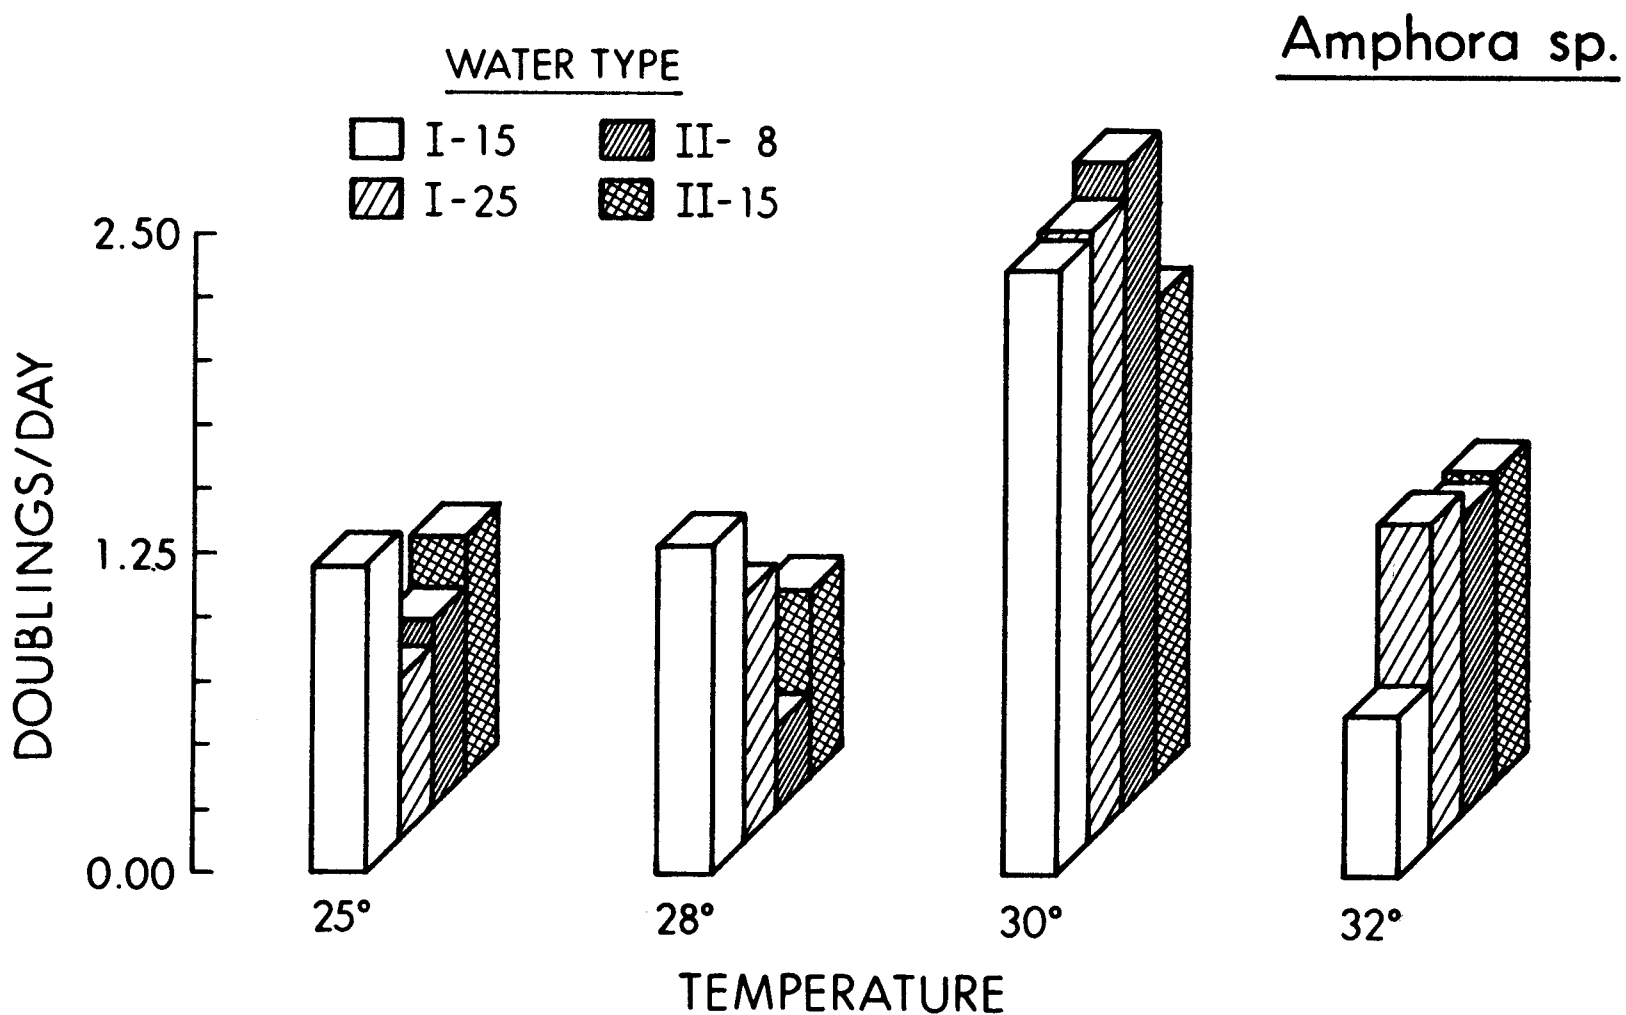 Amphora sp.
WATER TYPE
I-15
II- 8
I-25
II-15
2.50
1.25
0.00
DOUBLINGS/DAY
25°
28°
30°
32°
TEMPERATURE